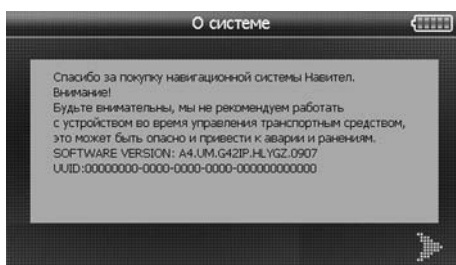 О системе
Спасибо за покупку навигационной системы Навител.
Внимание!
Будьте внимательны, мы не рекомендуем работать
с устройством во время управления транспортным средством,
это может быть опасно и привести к аварии и ранениям.
SOFTWARE VERSION: A4.UM.G42IP.HLYGZ.0907
UUID:00000000-0000-0000-0000-000000000000